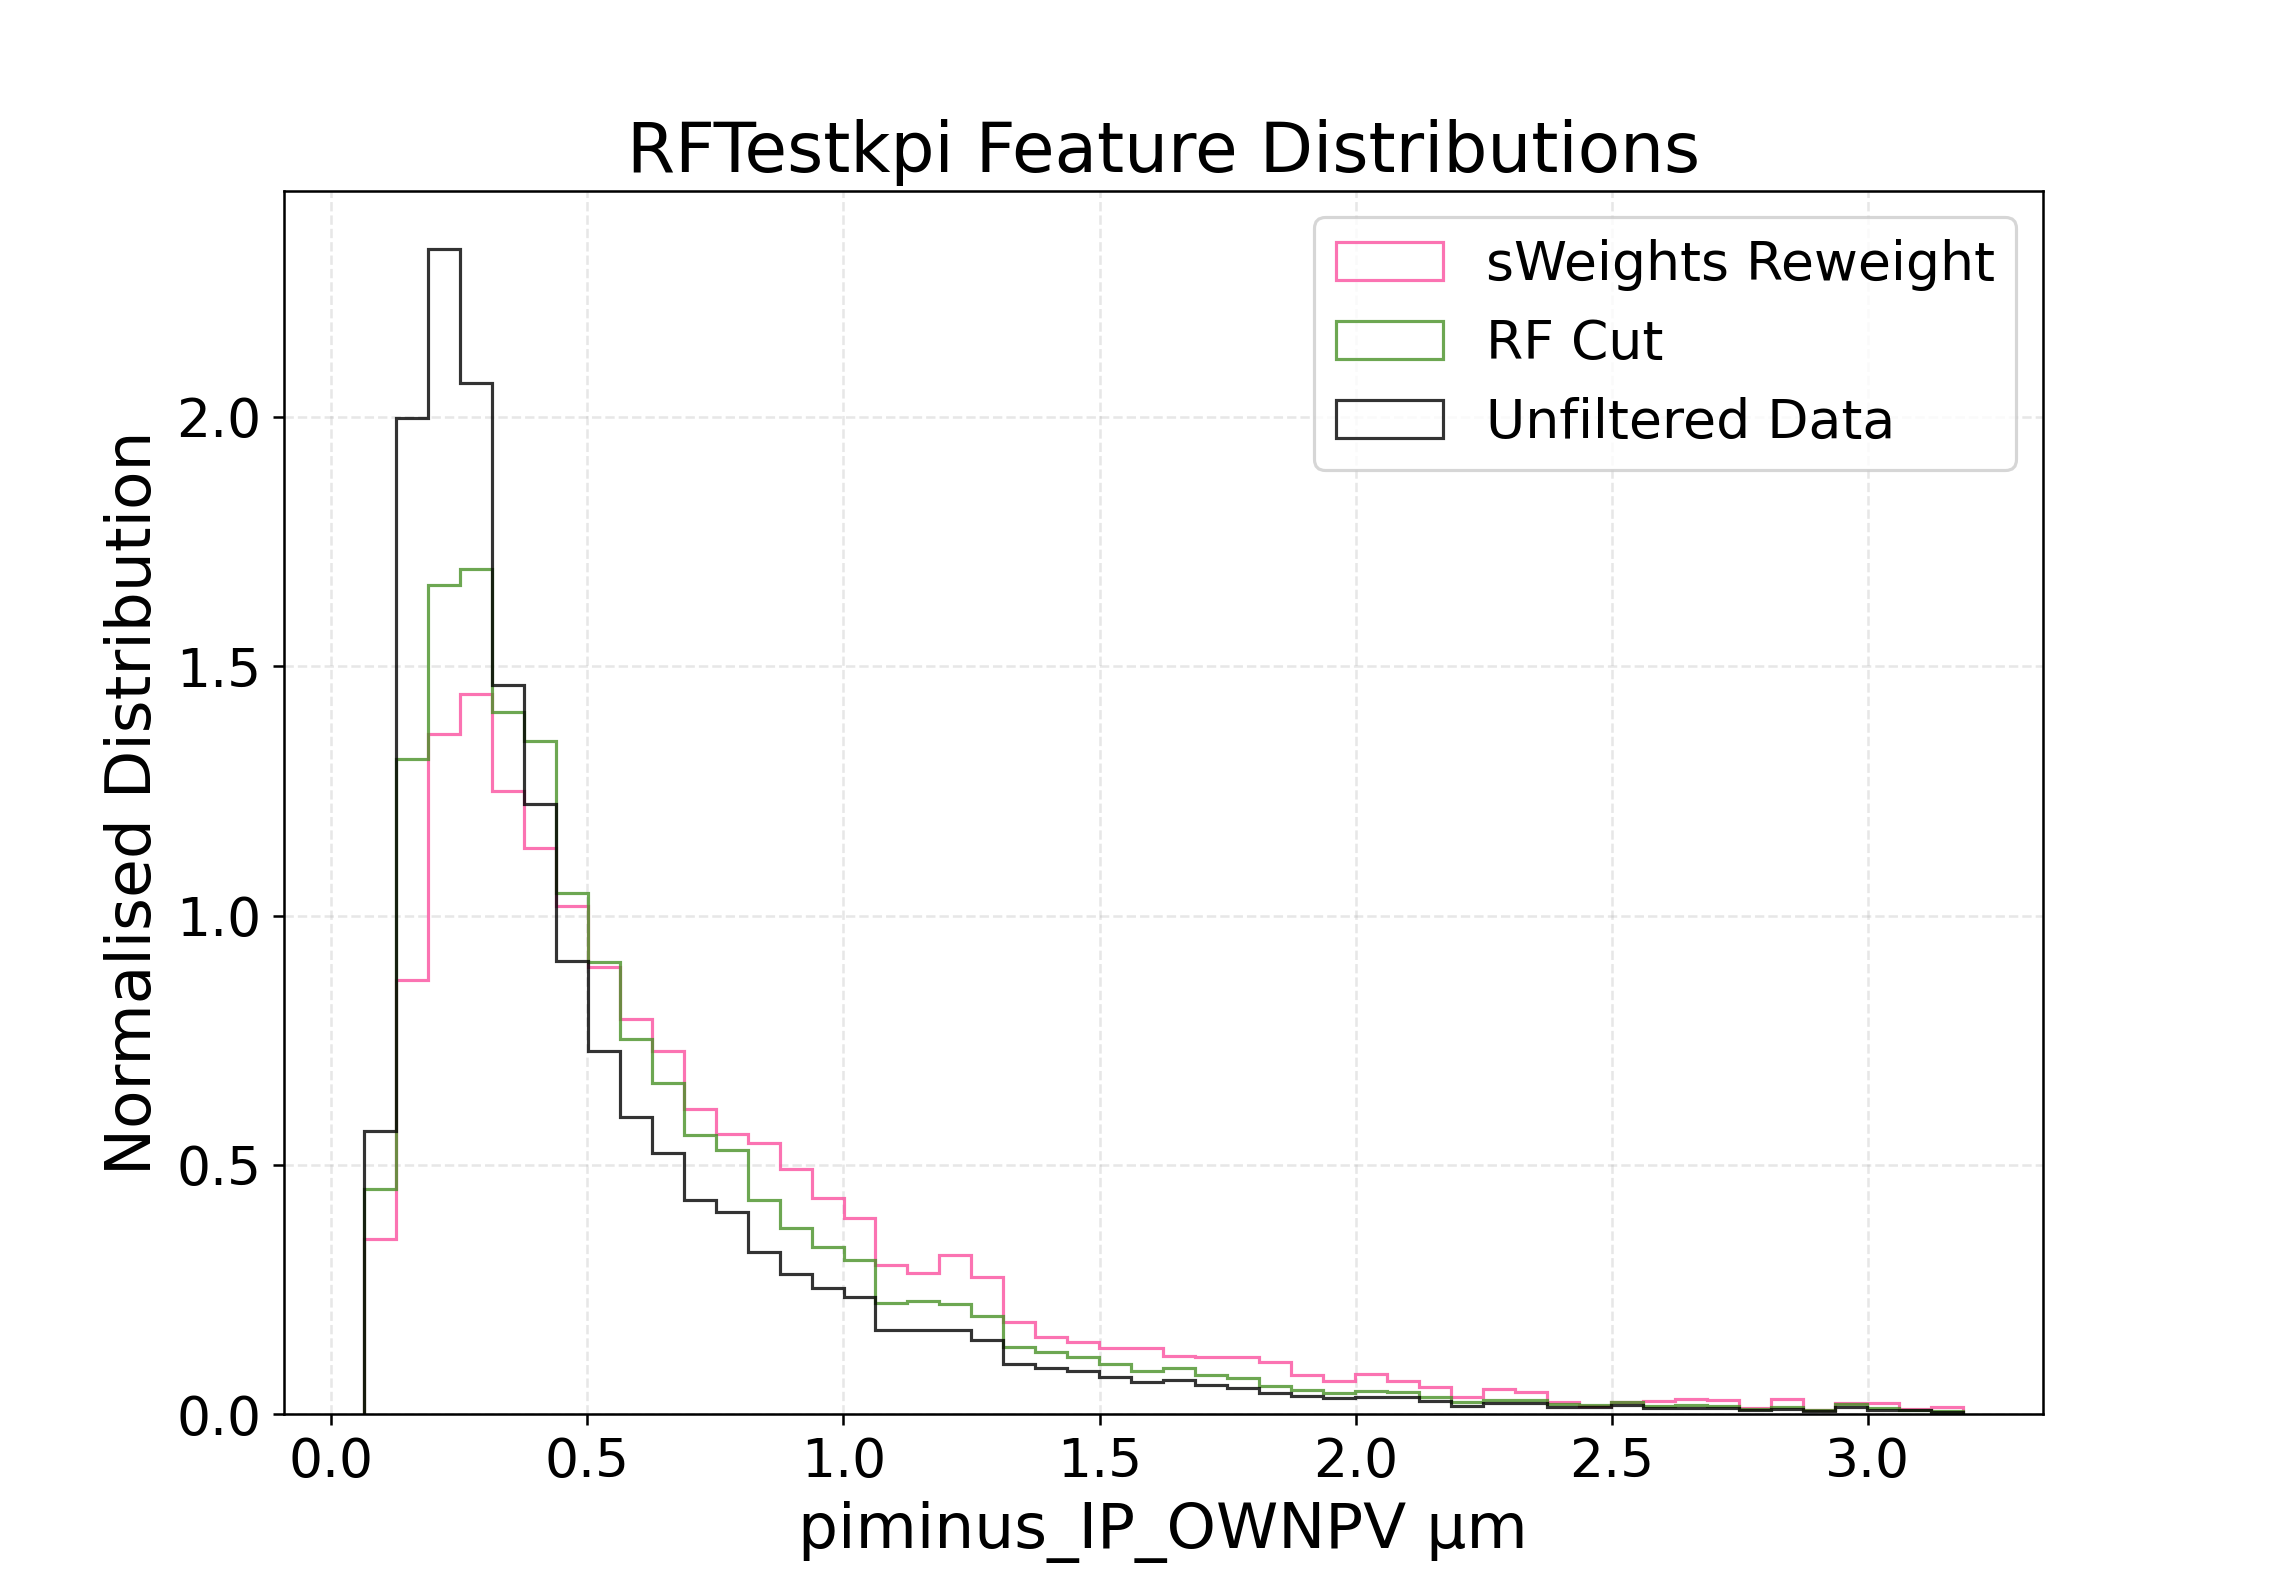 RFTestkpi Feature Distributions
sWeights Reweight
RF Cut
Unfiltered Data
Normalised Distribution
2.0
1.5
1.0
0.5
0.0
0.0 0.5 1.0 1.5 2.0 2.5 3.0
piminus_IP_OWNPV μm